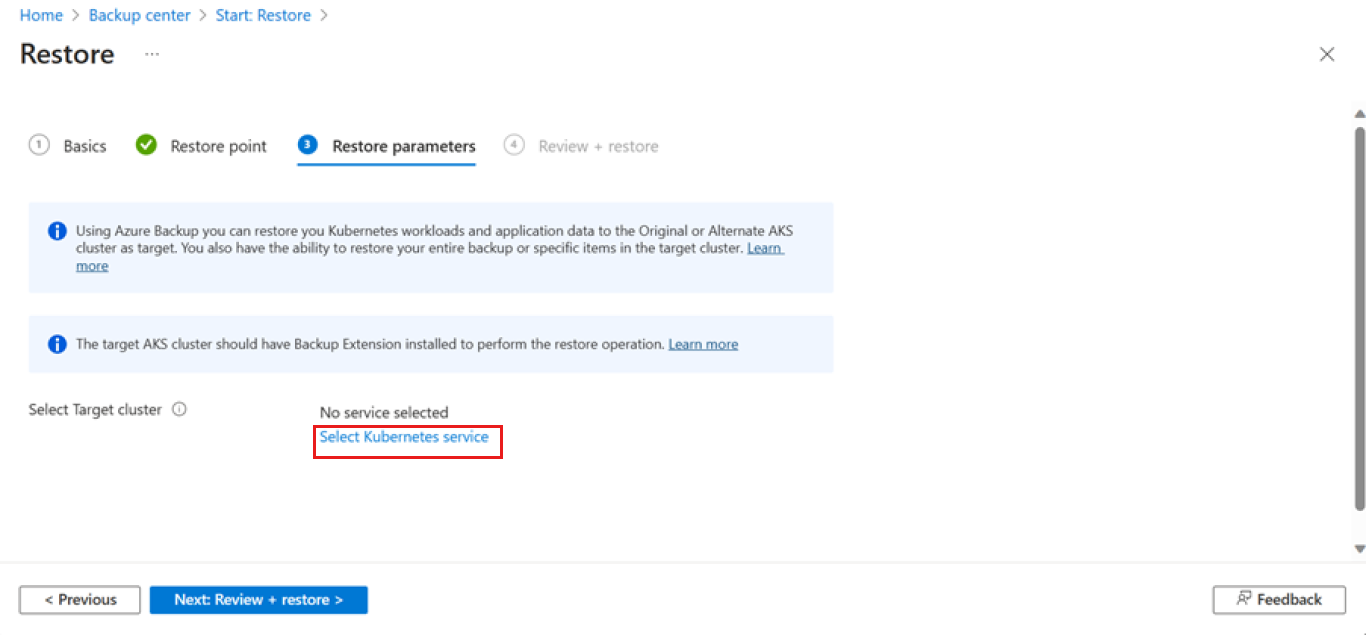 Home > Backup center > Start: Restore >
Restore ...
1 Basics Restore point 3 Restore parameters 4 Review + restore
Using Azure Backup you can restore you Kubernetes workloads and application data to the Original or Alternate AKS
cluster as target. You also have the ability to restore your entire backup or specific items in the target cluster. Learn
more
The target AKS cluster should have Backup Extension installed to perform the restore operation. Learn more
Select Target cluster
No service selected
Select Kubernetes service
< Previous Next: Review + restore > Feedback